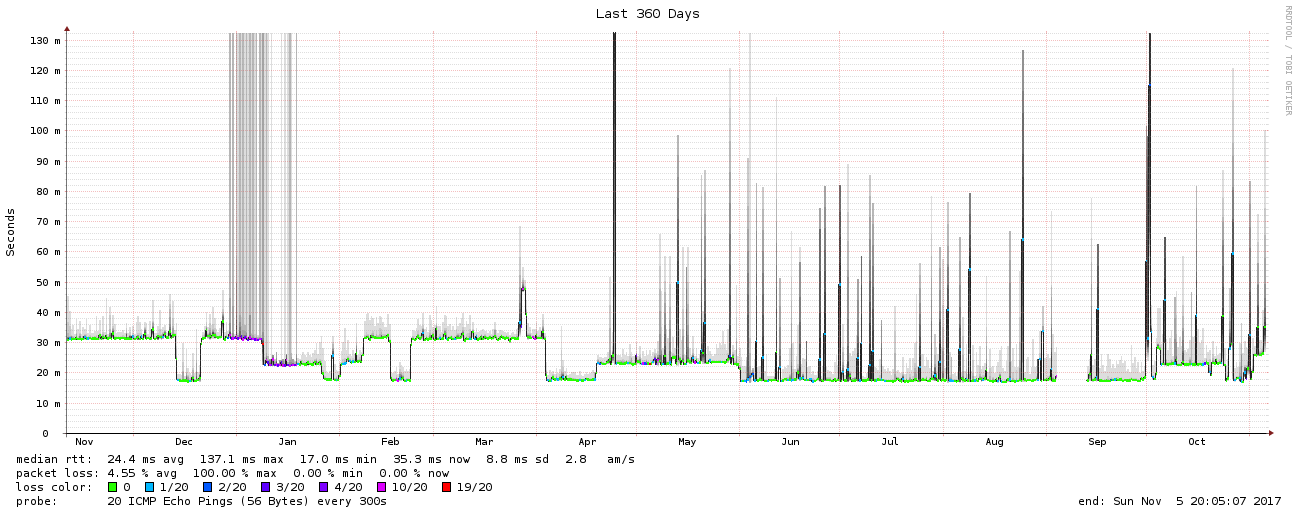 Last 360 Days
RRDTOOL / TOBI OETIKER
Seconds
130 m
120 m
110 m
100 m
90 m
80 m
70 m
60 m
50 m
40 m
30 m
20 m
10 m
0
Nov Dec Jan Feb Mar Apr May Jun Jul Aug Sep Oct
median rtt: 24.4 ms avg 137.1 ms max 17.0 ms min 35.3 ms now 8.8 ms sd 2.8 am/s
packet loss: 4.55 % avg 100.00 % max 0.00 % min 0.00 % now
loss color: 0 1/20 2/20 3/20 4/20 10/20 19/20
probe: 20 ICMP Echo Pings (56 Bytes) every 300s end: Sun Nov 5 20:05:07 2017